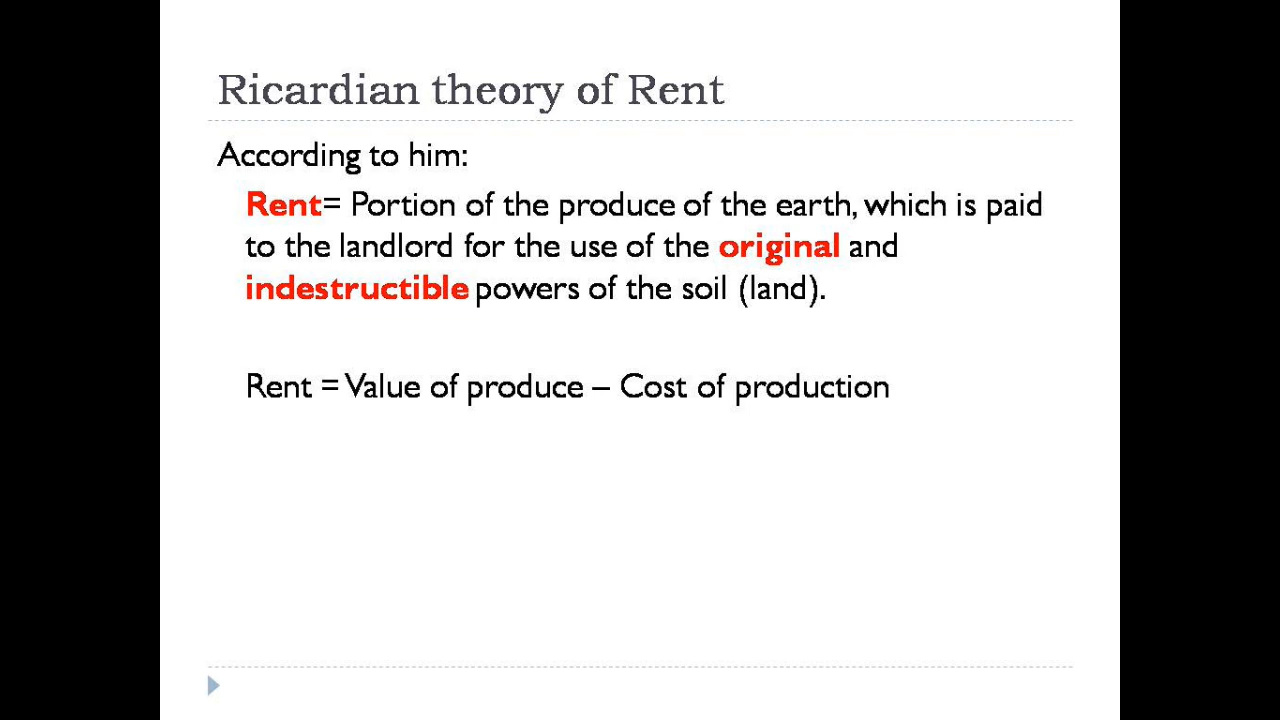 Ricardian theory of Rent
According to him:
Rent= Portion of the produce of the earth, which is paid
to the landlord for the use of the original and
indestructible powers of the soil (land).
Rent = Value of produce – Cost of production